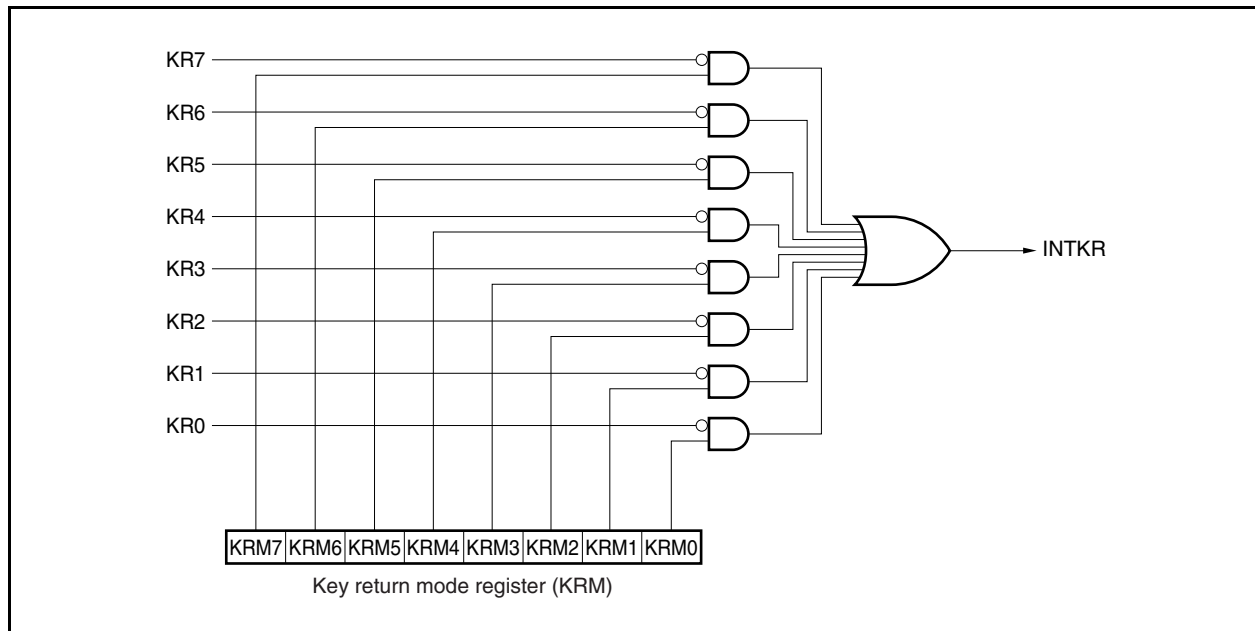 KR7
KR6
KR5
KR4
KR3
KR2
KR1
KR0
INTKR
KRM7 KRM6 KRM5 KRM4 KRM3 KRM2 KRM1 KRM0
Key return mode register (KRM)